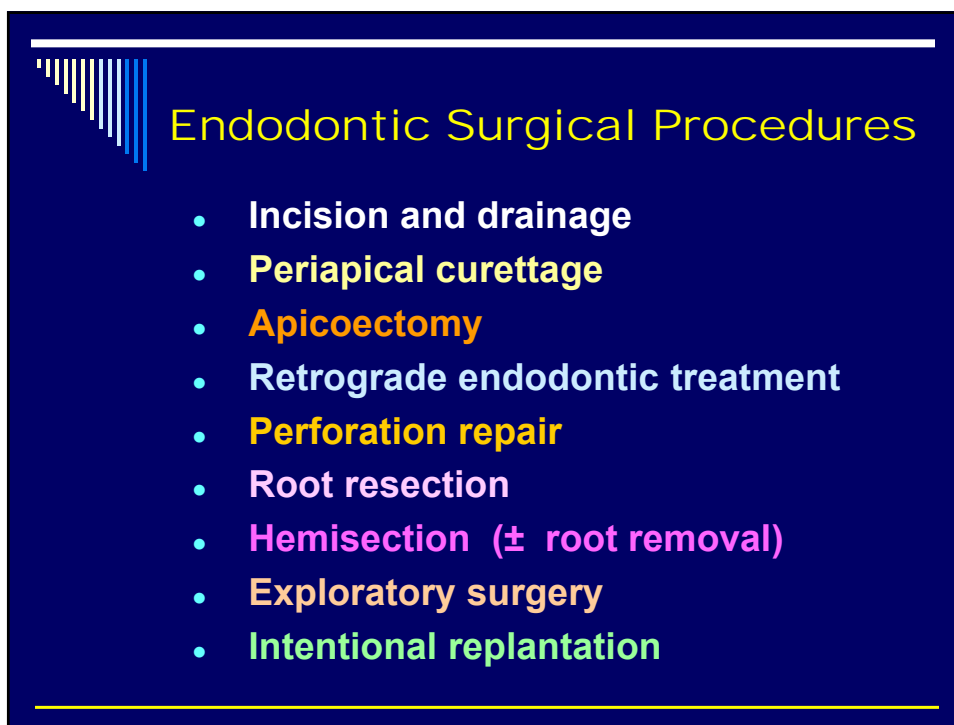 Endodontic Surgical Procedures
• Incision and drainage
• Periapical curettage
• Apicoectomy
• Retrograde endodontic treatment
• Perforation repair
• Root resection
• Hemisection (± root removal)
• Exploratory surgery
• Intentional replantation